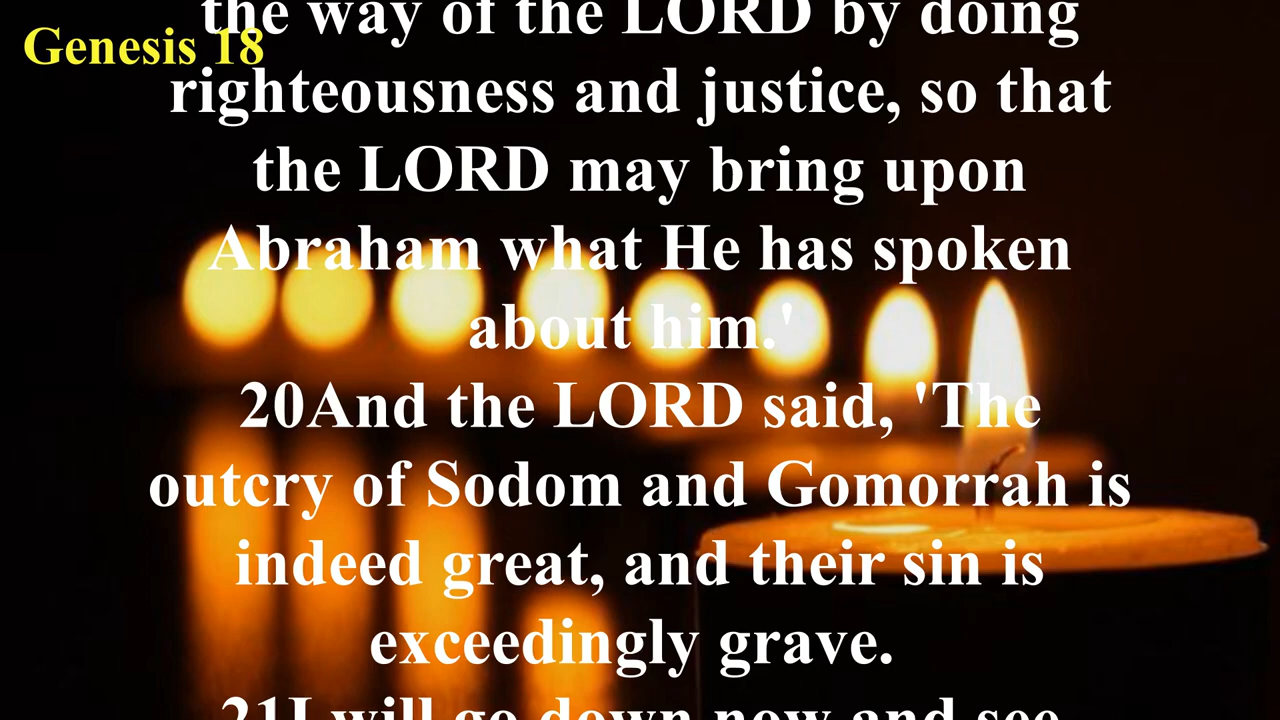 the way of the LORD by doing
Genesis 18
righteousness and justice, so that
the LORD may bring upon
Abraham what He has spoken
about him.'
20And the LORD said, 'The
outcry of Sodom and Gomorrah is
indeed great, and their sin is
exceedingly grave.
21I will go down now and see